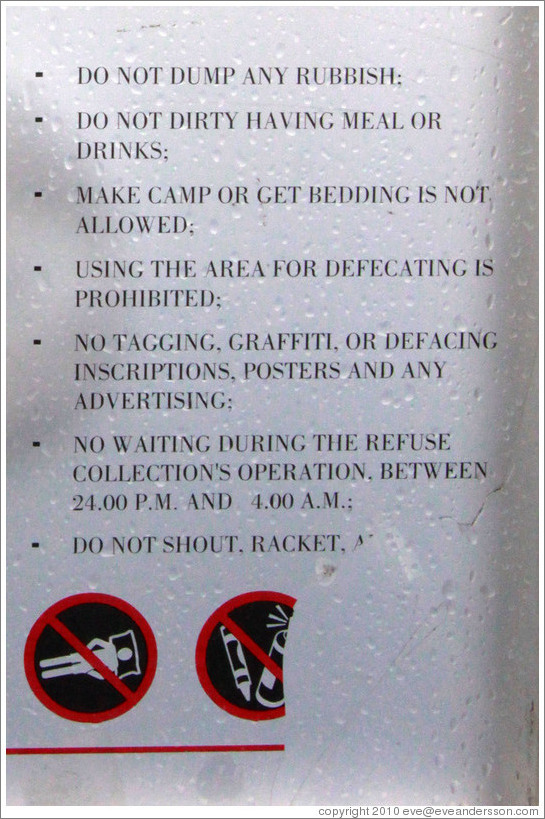 - DO NOT DUMP ANY RUBBISH;
- DO NOT DIRTY HAVING MEAL OR
DRINKS;
- MAKE CAMP OR GET BEDDING IS NOT
ALLOWED;
- USING THE AREA FOR DEFECATING IS
PROHIBITED;
- NO TAGGING, GRAFFITI, OR DEFACING
INSCRIPTIONS, POSTERS AND ANY
ADVERTISING;
- NO WAITING DURING THE REFUSE
COLLECTION'S OPERATION, BETWEEN
24.00 P.M. AND 4.00 A.M.;
- DO NOT SHOUT, RACKET,
copyright 2010 eve@eveandersson.com